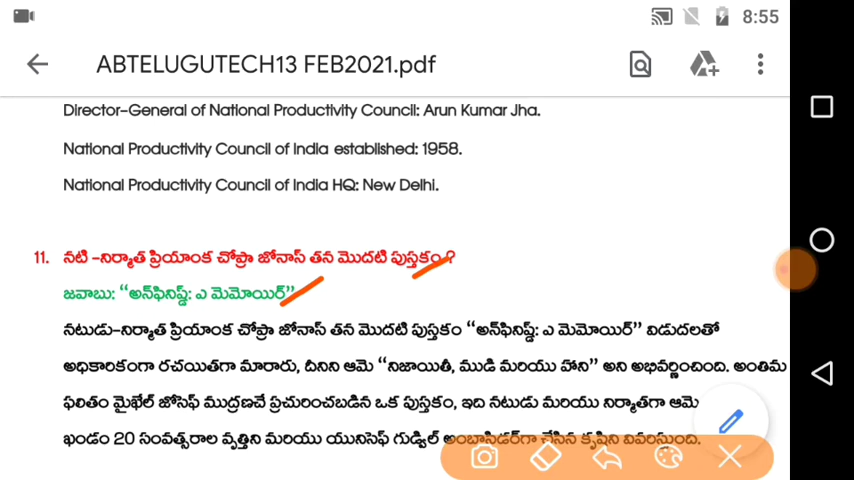 8:55
ABTELUGUTECH13 FEB2021.pdf
Director-General of National Productivity Council: Arun Kumar Jha.
National Productivity Council of India established: 1958.
National Productivity Council of India HQ: New Delhi.
11. నటి -నిర్మాత ప్రియాంక చోప్రా జోనాస్ తన మొదటి పుస్తకం ?
జవాబు: “అన్‌ఫినిష్డ్: ఎ మెమోయిర్”
నటుడు-నిర్మాత ప్రియాంక చోప్రా జోనాస్ తన మొదటి పుస్తకం “అన్‌ఫినిష్డ్: ఎ మెమోయిర్” విడుదలతో
అధికారికంగా రచయితగా మారారు, దీనిని ఆమె “నిజాయితీ, ముడి మరియు హాని” అని అభివర్ణించింది. అంతిమ
ఫలితం మైఖేల్ జోసెఫ్ ముద్రణచే ప్రచురించబడిన ఒక పుస్తకం, ఇది నటుడు మరియు నిర్మాతగా ఆమె
ఖండం 20 సంవత్సరాల వృత్తిని మరియు యునిసెఫ్ గుడ్విల్ అంబాసిడర్‌గా చేసిన కృషిని వివరిస్తుంది.